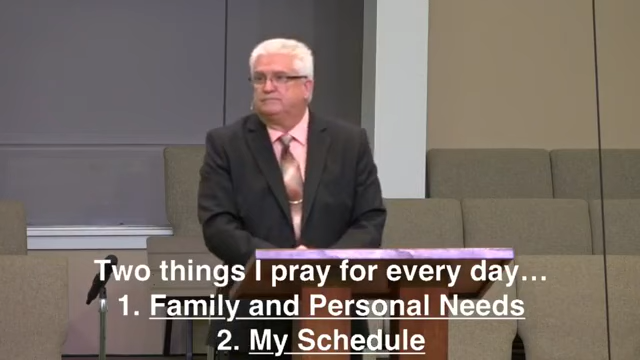 Two things I pray for every day…
1. Family and Personal Needs
2. My Schedule